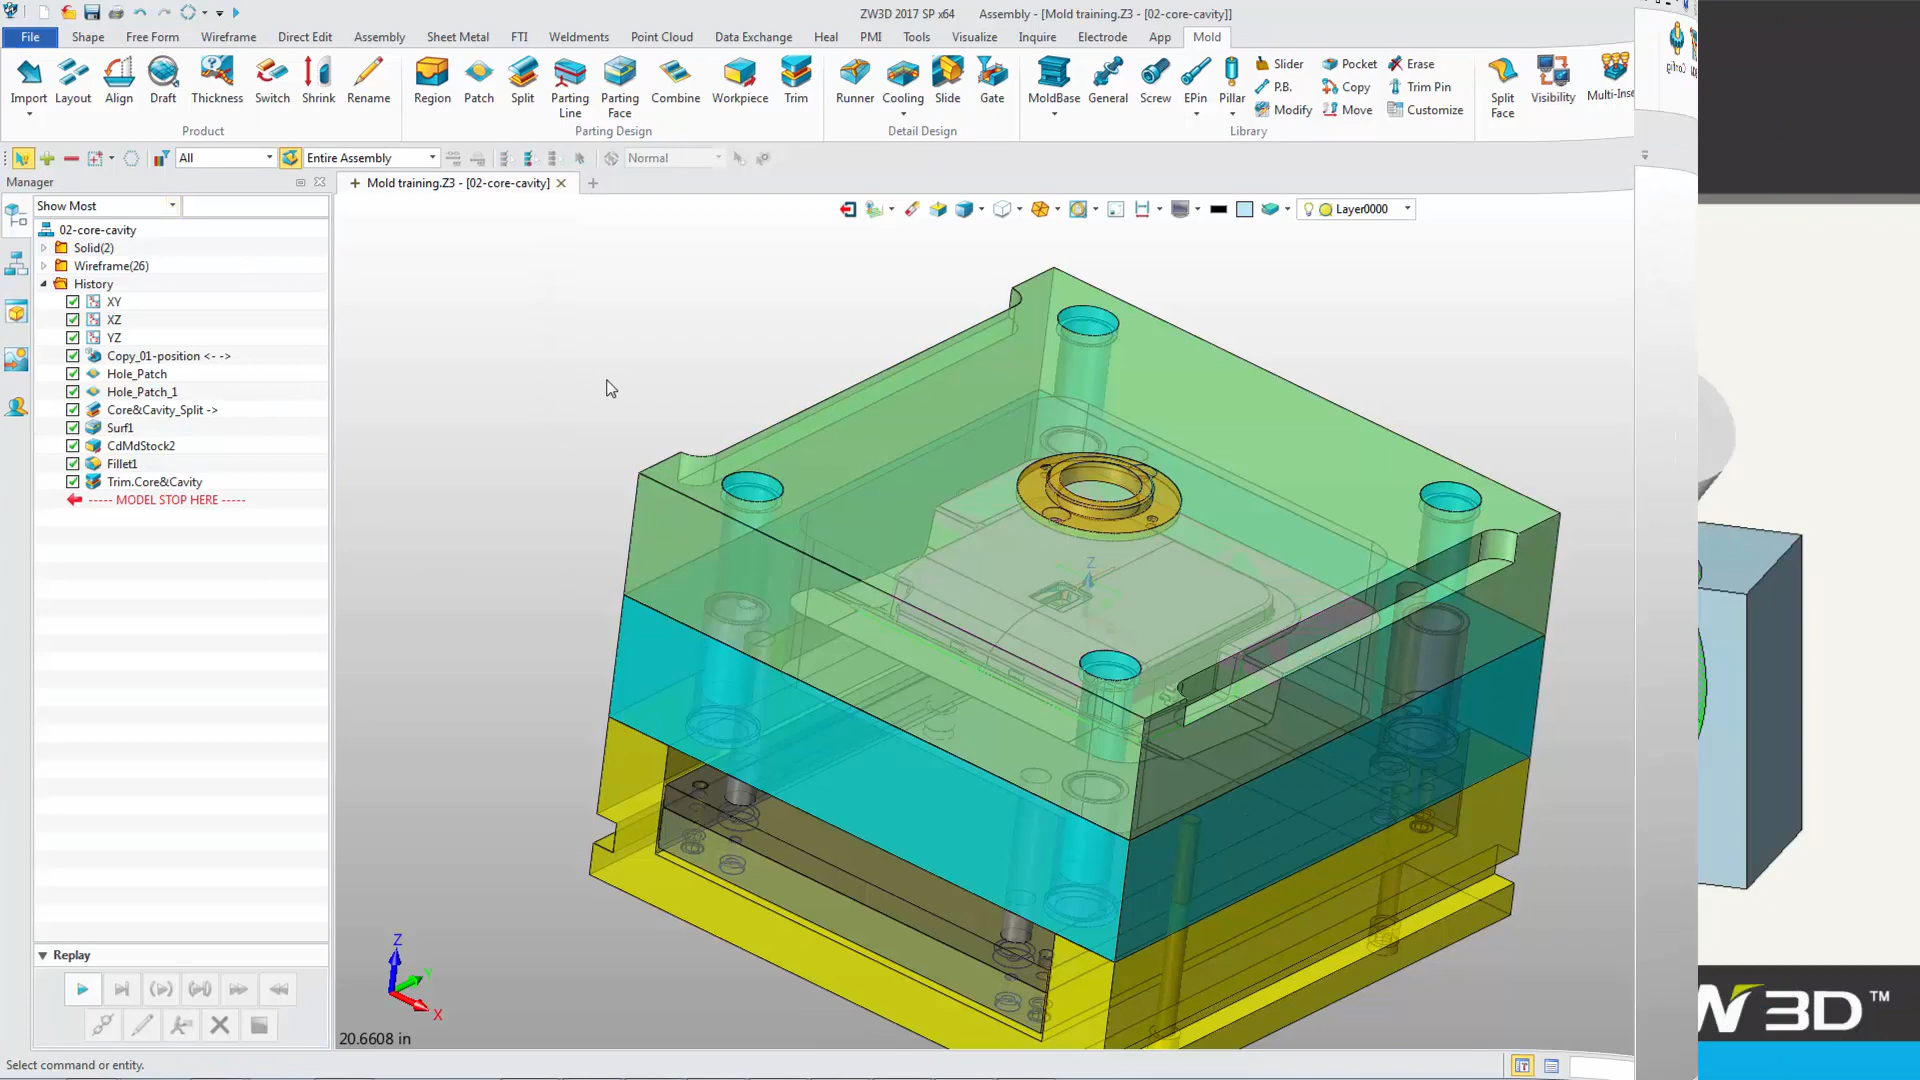 ZW3D 2017 SP x64 Assembly - [Mold training.Z3 - [02-core-cavity]]
File Shape Free Form Wireframe Direct Edit Assembly Sheet Metal FTI Weldments Point Cloud Data Exchange Heal PMI Tools Visualize Inquire Electrode App Mold
Import Layout Align Draft Thickness Switch Shrink Rename
Product
Region Patch Split Parting Line Parting Face Combine Workpiece Trim
Parting Design
Runner Cooling Slide Gate
Detail Design
MoldBase General Screw EPin Pillar
Slider Pocket Erase
P.B. Copy Trim Pin
Modify Move Customize
Library
Split Face Visibility Multi-Ins
All Entire Assembly Normal
Manager
Mold training.Z3 - [02-core-cavity]
Show Most
Layer0000
02-core-cavity
Solid(2)
Wireframe(26)
History
XY
XZ
YZ
Copy_01-position <- ->
Hole_Patch
Hole_Patch_1
Core&Cavity_Split ->
Surf1
CdMdStock2
Fillet1
Trim.Core&Cavity
----- MODEL STOP HERE -----
Z
Replay
Z
Y
X
20.6608 in
Select command or entity.
W 3D™